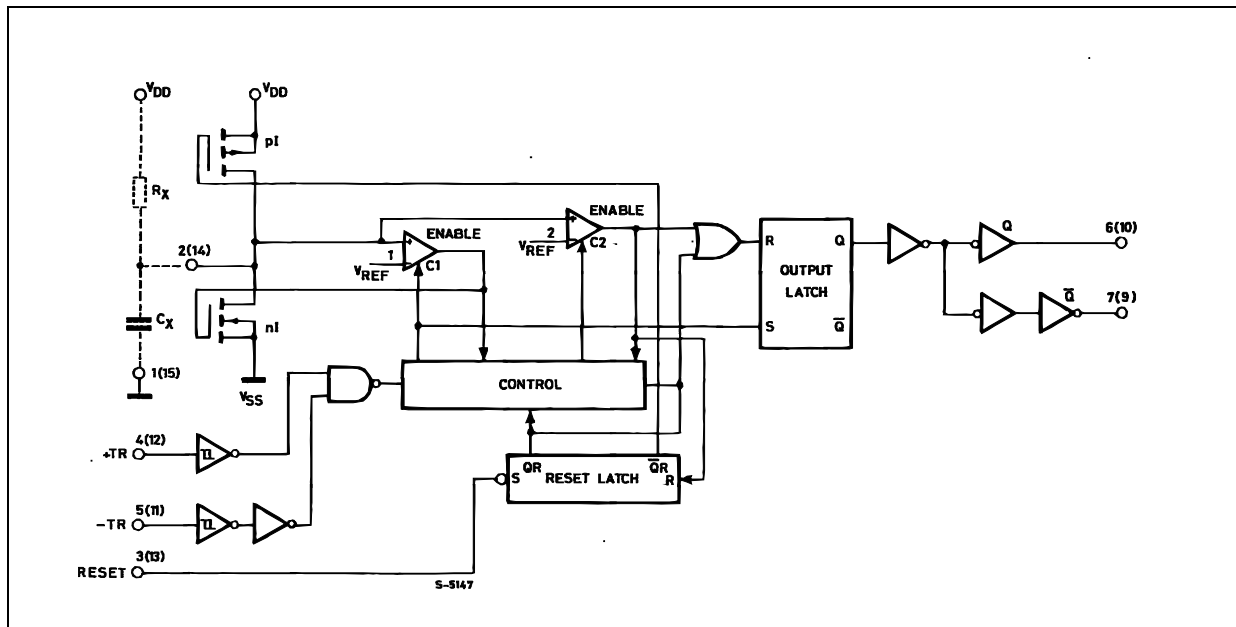 VDD
VDD
pI
RX
2(14)
ENABLE
ENABLE
1
VREF
C1
2
VREF
C2
R
Q
OUTPUT
LATCH
S
Q̅
Q
6(10)
Q̅
7(9)
nI
CX
1(15)
VSS
CONTROL
4(12)
+TR
QR
Q̅R
S
RESET LATCH
R
5(11)
-TR
3(13)
RESET
S-5147